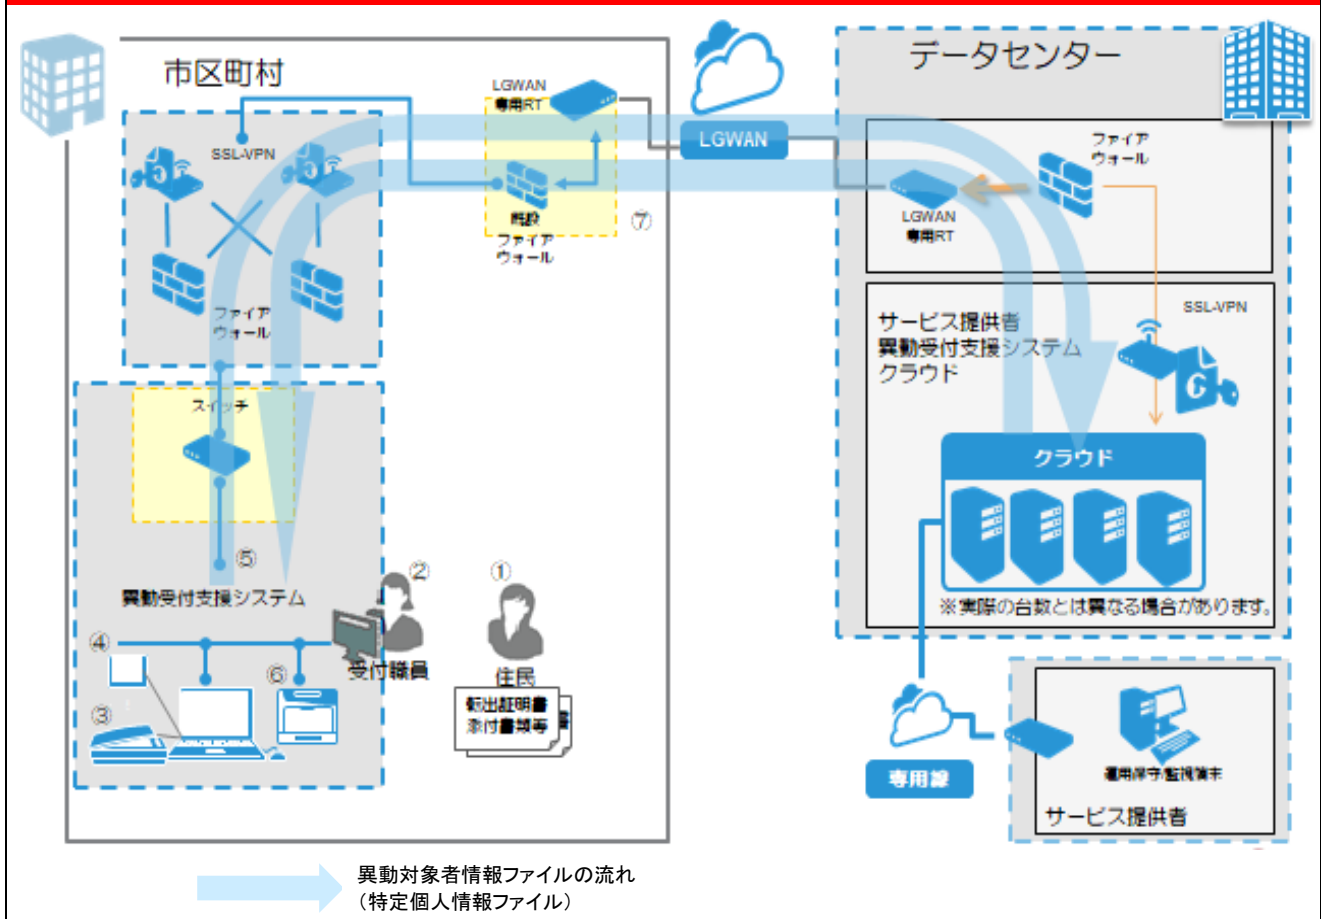 市区町村
データセンター
LGWAN
専用RT
LGWAN
SSL-VPN
ファイア
ウォール
既設
ファイア
ウォール
⑦
LGWAN
専用RT
ファイア
ウォール
サービス提供者
異動受付支援システム
クラウド
SSL-VPN
スイッチ
クラウド
⑤
異動受付支援システム
②
①
※実際の台数とは異なる場合があります。
④
受付職員
住民
⑥
転出証明書
添付書類等
書
③
専用線
運用保守/監視端末
サービス提供者
異動対象者情報ファイルの流れ
（特定個人情報ファイル）